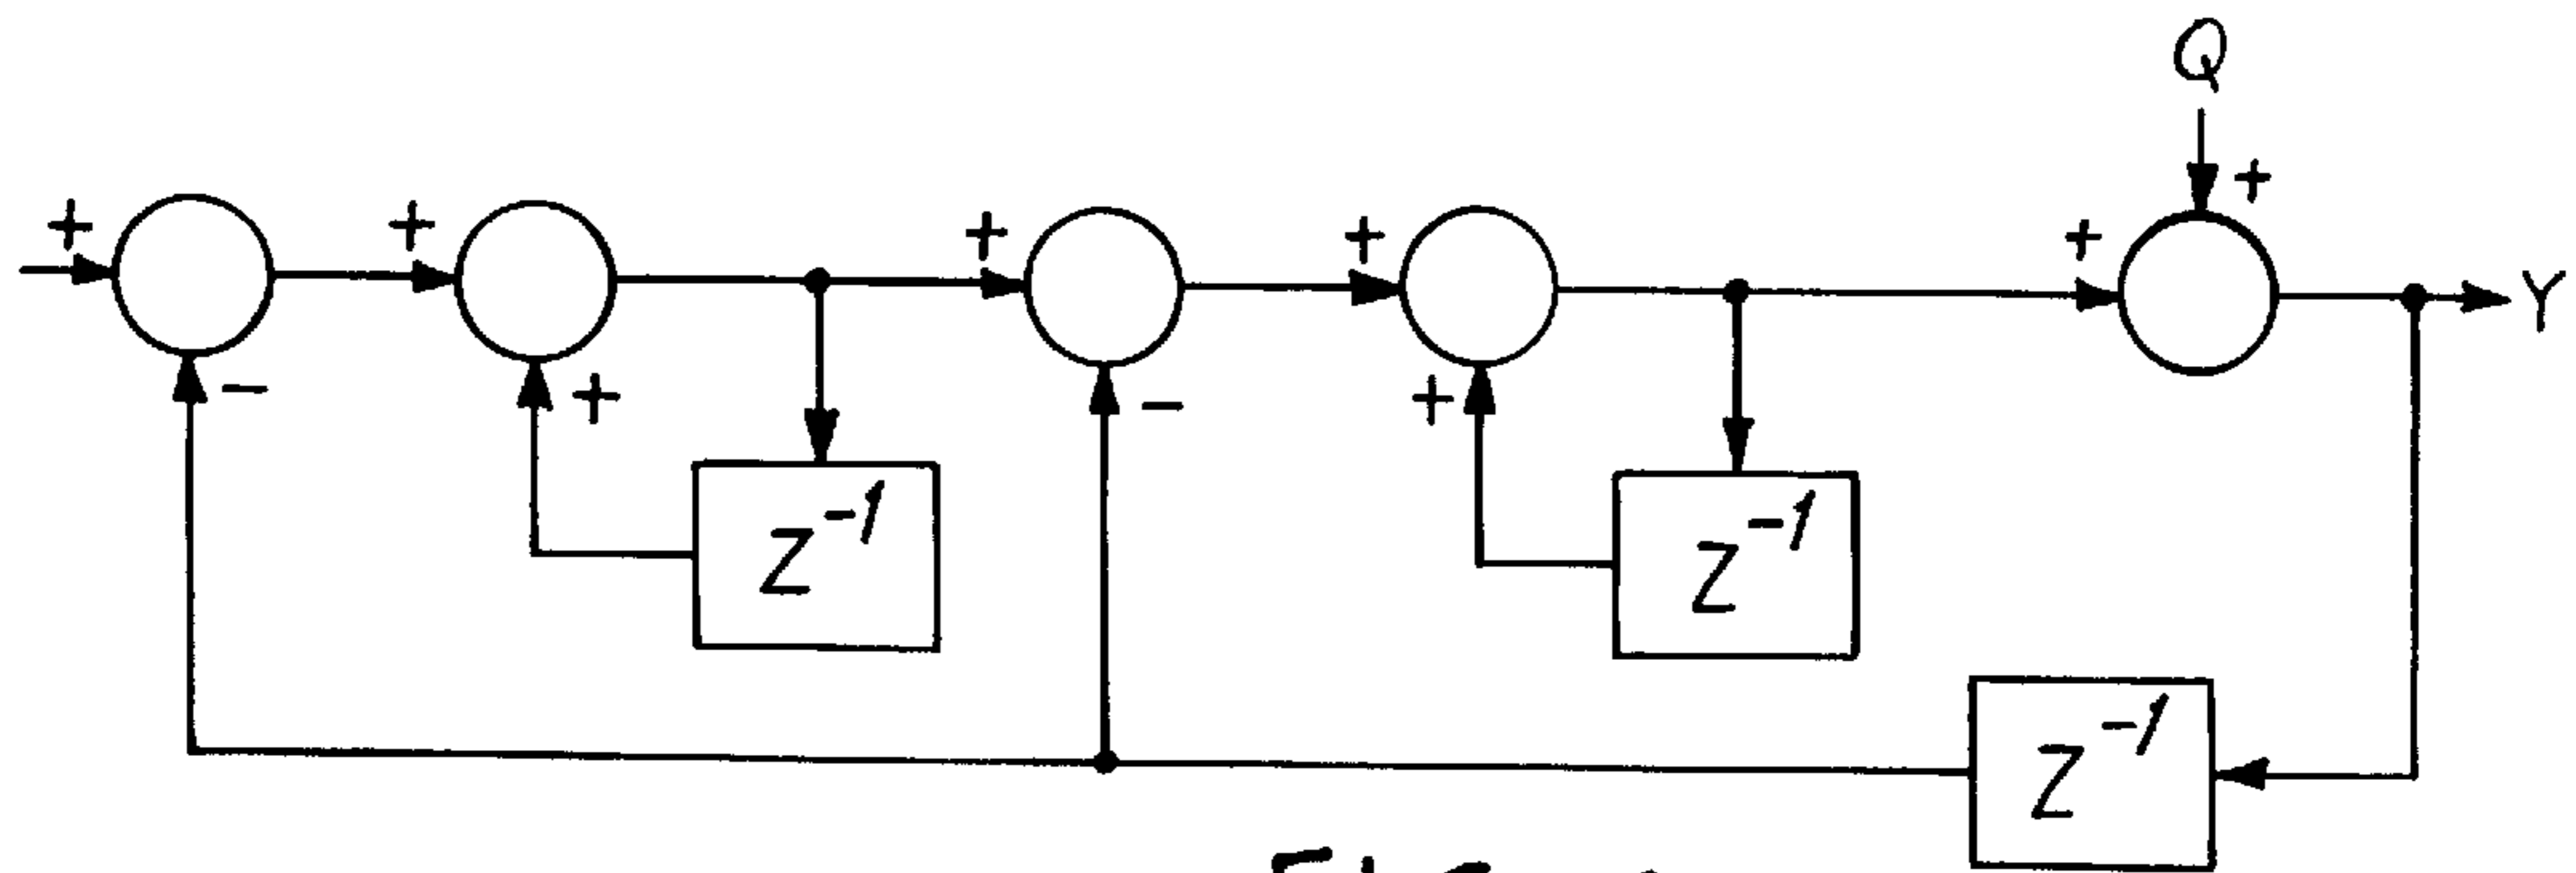 Q
+
+ + + + + Y
- + - +
Z⁻¹ Z⁻¹
Z⁻¹